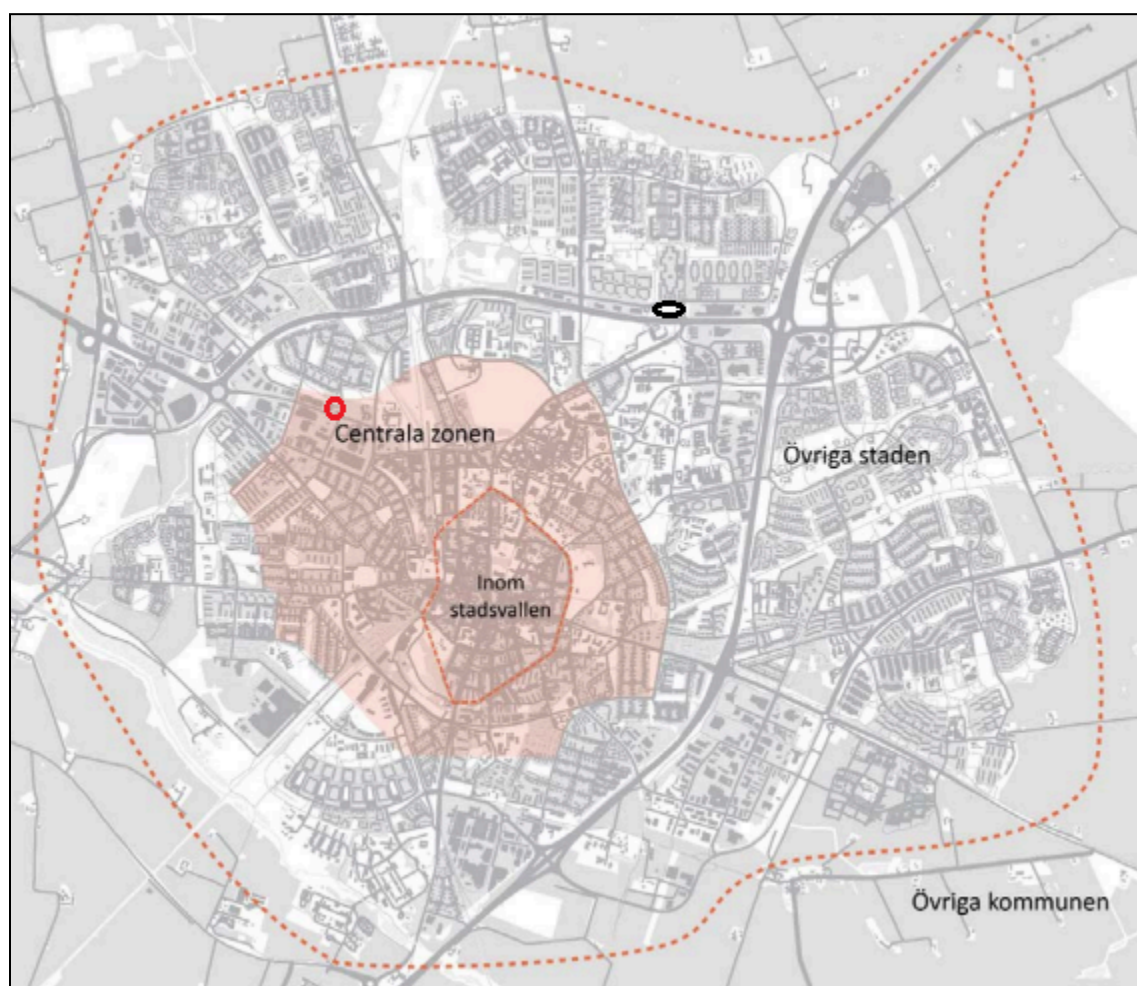 Centrala zonen
Övriga staden
Inom
stadsvallen
Övriga kommunen